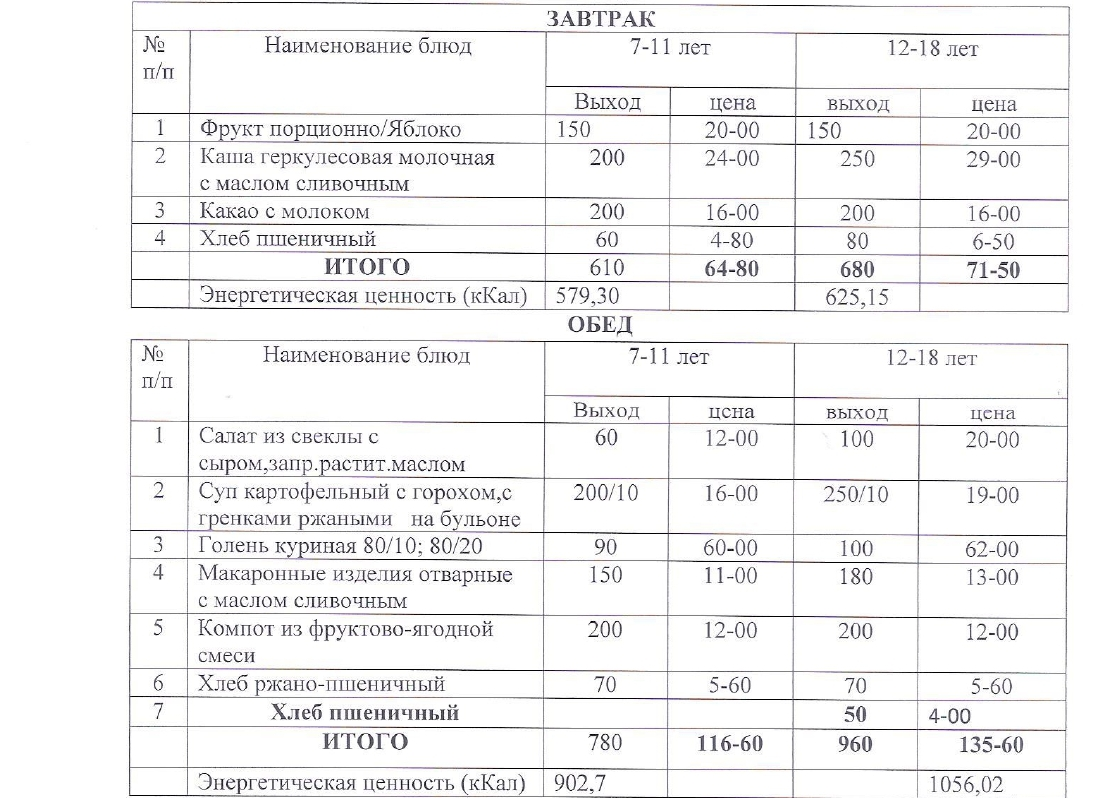 ЗАВТРАК
№ п/п Наименование блюд 7-11 лет 12-18 лет
Выход цена выход цена
1 Фрукт порционно/Яблоко 150 20-00 150 20-00
2 Каша геркулесовая молочная 200 24-00 250 29-00
с маслом сливочным
3 Какао с молоком 200 16-00 200 16-00
4 Хлеб пшеничный 60 4-80 80 6-50
ИТОГО 610 64-80 680 71-50
Энергетическая ценность (кКал) 579,30 625,15
ОБЕД
№ п/п Наименование блюд 7-11 лет 12-18 лет
Выход цена выход цена
1 Салат из свеклы с 60 12-00 100 20-00
сыром,запр.растит.маслом
2 Суп картофельный с горохом,с 200/10 16-00 250/10 19-00
гренками ржаными на бульоне
3 Голень куриная 80/10; 80/20 90 60-00 100 62-00
4 Макаронные изделия отварные 150 11-00 180 13-00
с маслом сливочным
5 Компот из фруктово-ягодной 200 12-00 200 12-00
смеси
6 Хлеб ржано-пшеничный 70 5-60 70 5-60
7 Хлеб пшеничный 50 4-00
ИТОГО 780 116-60 960 135-60
Энергетическая ценность (кКал) 902,7 1056,02